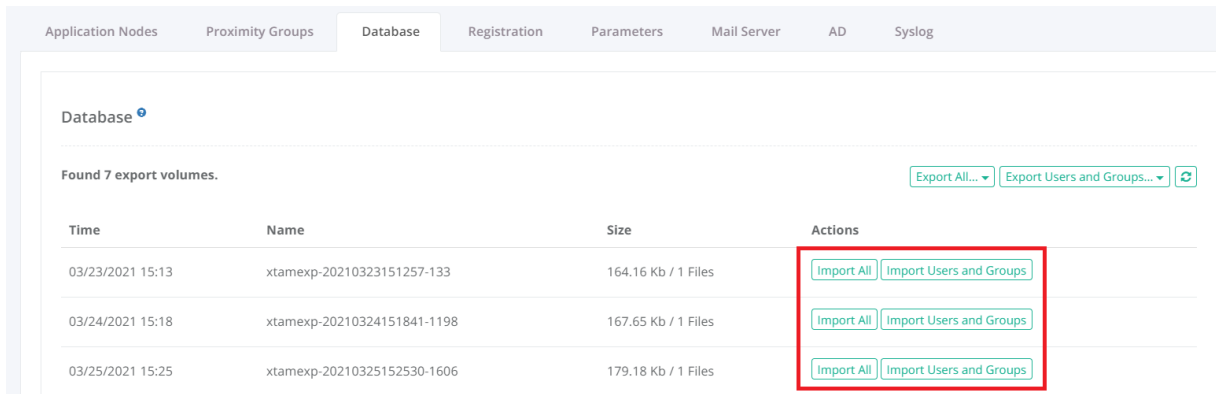 Application Nodes Proximity Groups Database Registration Parameters Mail Server AD Syslog
Database
Found 7 export volumes. Export All... Export Users and Groups...
Time Name Size Actions
03/23/2021 15:13 xtamexp-20210323151257-133 164.16 Kb / 1 Files Import All Import Users and Groups
03/24/2021 15:18 xtamexp-20210324151841-1198 167.65 Kb / 1 Files Import All Import Users and Groups
03/25/2021 15:25 xtamexp-20210325152530-1606 179.18 Kb / 1 Files Import All Import Users and Groups